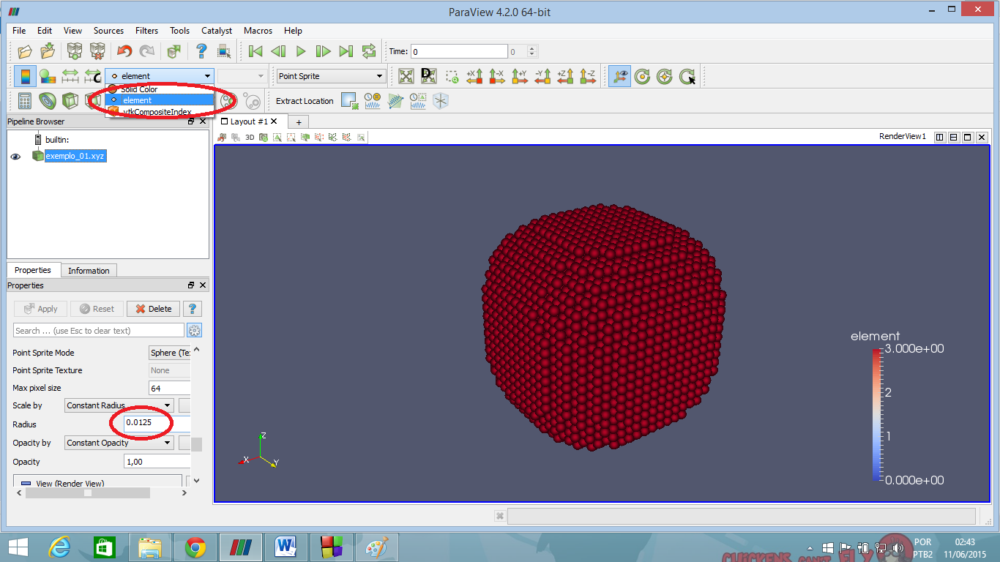 ParaView 4.2.0 64-bit
File Edit View Sources Filters Tools Catalyst Macros Help
Time: 0 0
element
Point Sprite
+X -X +Y -Y +Z -Z
Solid Color
element
vtkCompositeIndex
Extract Location
Pipeline Browser
Layout #1
+
builtin:
exemplo_01.xyz
3D
RenderView1
Properties Information
Properties
Apply Reset Delete ?
Search ... (use Esc to clear text)
Point Sprite Mode Sphere (Te
Point Sprite Texture None
Max pixel size 64
Scale by Constant Radius
Radius 0.0125
Opacity by Constant Opacity
Opacity 1,00
View (Render View)
Z
X
Y
element
3.000e+00
2
1
0.000e+00
CHICKENS CAN'T FLY
POR
PTB2
02:43
11/06/2015